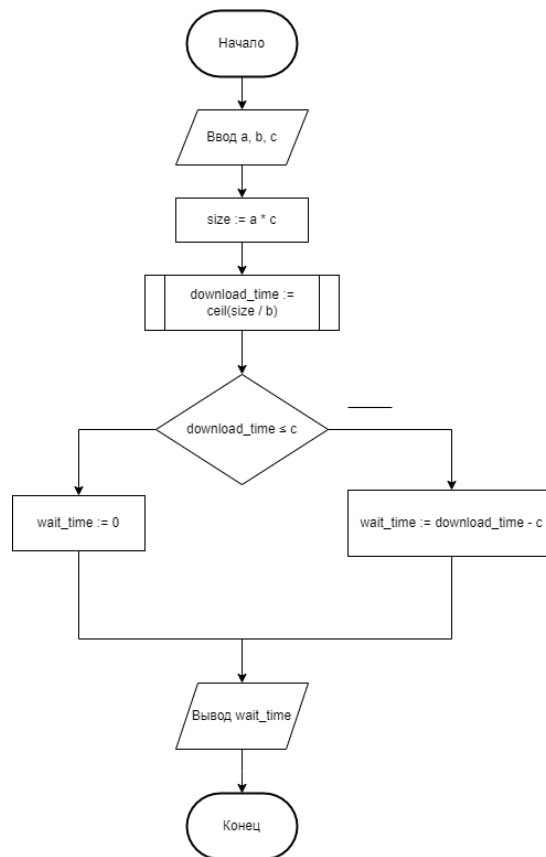 Начало
Ввод a, b, c
size := a * c
download_time :=
ceil(size / b)
download_time ≤ c
wait_time := 0
wait_time := download_time - c
Вывод wait_time
Конец